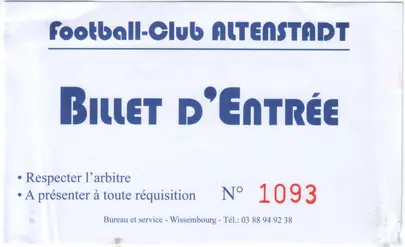 Football-Club ALTENSTADT
BILLET D'ENTRÉE
• Respecter l'arbitre
• A présenter à toute réquisition N° 1093
Bureau et service - Wissembourg - Tél.: 03 88 94 92 38